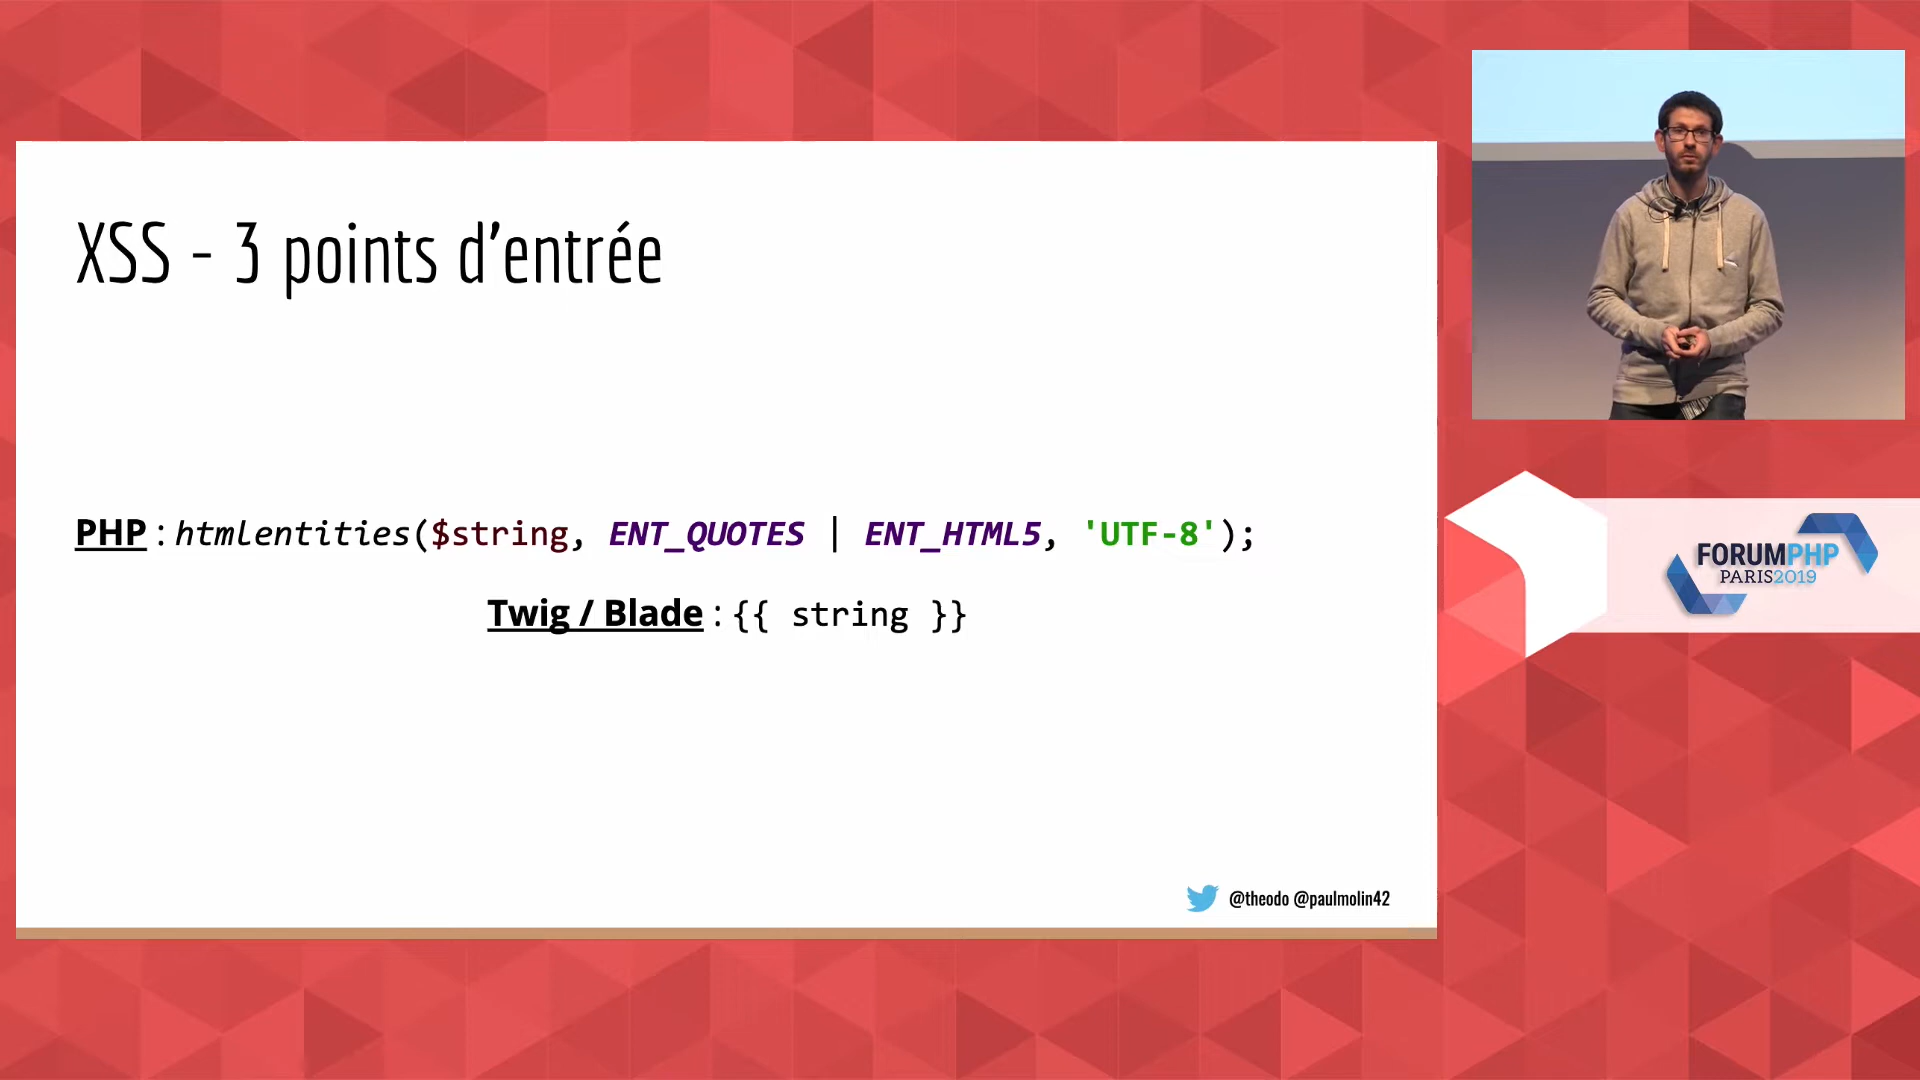 XSS - 3 points d'entrée
PHP : htmlentities($string, ENT_QUOTES | ENT_HTML5, 'UTF-8');
Twig / Blade : {{ string }}
@theodo @paulmolin42
FORUMPHP
PARIS2019